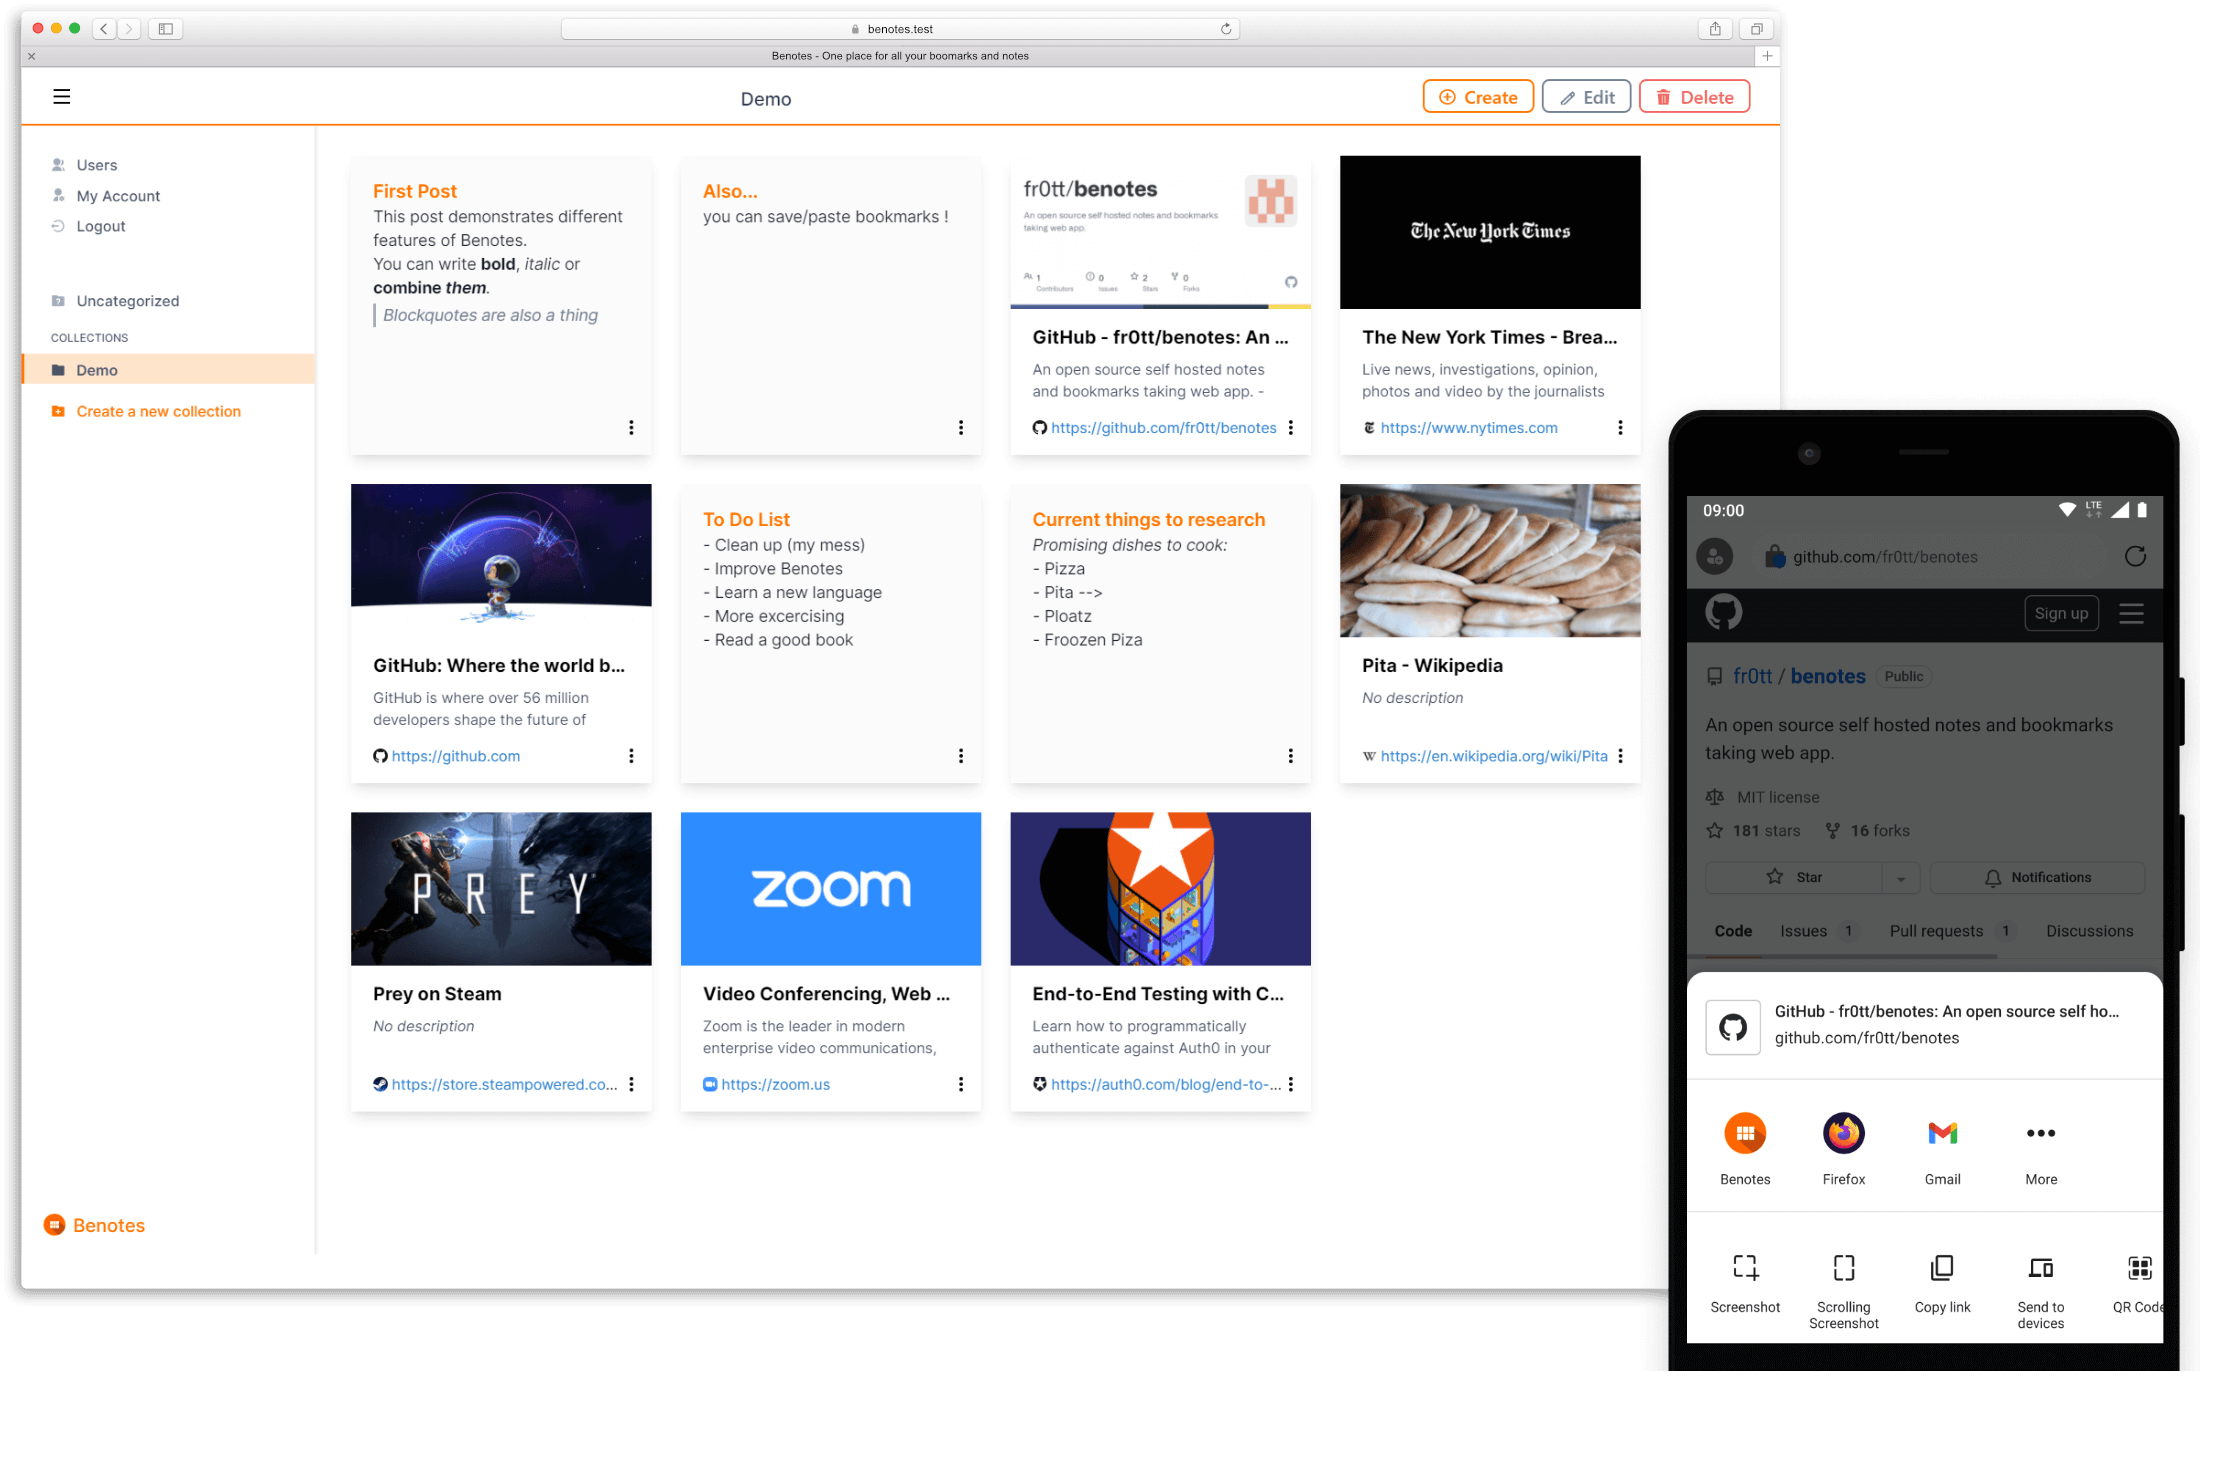 benotes.test
Benotes - One place for all your boomarks and notes
Demo
Create
Edit
Delete
Users
My Account
Logout
Uncategorized
COLLECTIONS
Demo
Create a new collection
Benotes
First Post
This post demonstrates different
features of Benotes.
You can write bold, italic or
combine them.
Blockquotes are also a thing
Also...
you can save/paste bookmarks !
fr0tt/benotes
An open source self hosted notes and bookmarks
taking web app.
1
Contributors
0
Issues
2
Stars
0
Forks
GitHub - fr0tt/benotes: An ...
An open source self hosted notes
and bookmarks taking web app. -
https://github.com/fr0tt/benotes
The New York Times
The New York Times - Brea...
Live news, investigations, opinion,
photos and video by the journalists
https://www.nytimes.com
GitHub: Where the world b...
GitHub is where over 56 million
developers shape the future of
https://github.com
To Do List
- Clean up (my mess)
- Improve Benotes
- Learn a new language
- More excercising
- Read a good book
Current things to research
Promising dishes to cook:
- Pizza
- Pita -->
- Ploatz
- Froozen Piza
Pita - Wikipedia
No description
W https://en.wikipedia.org/wiki/Pita
PREY
Prey on Steam
No description
https://store.steampowered.co...
zoom
Video Conferencing, Web ...
Zoom is the leader in modern
enterprise video communications,
https://zoom.us
End-to-End Testing with C...
Learn how to programmatically
authenticate against Auth0 in your
https://auth0.com/blog/end-to-...
09:00
LTE
github.com/fr0tt/benotes
Sign up
fr0tt / benotes
Public
An open source self hosted notes and bookmarks
taking web app.
MIT license
181 stars
16 forks
Star
Notifications
Code
Issues 1
Pull requests 1
Discussions
GitHub - fr0tt/benotes: An open source self ho...
github.com/fr0tt/benotes
Benotes
Firefox
Gmail
More
Screenshot
Scrolling
Screenshot
Copy link
Send to
devices
QR Code